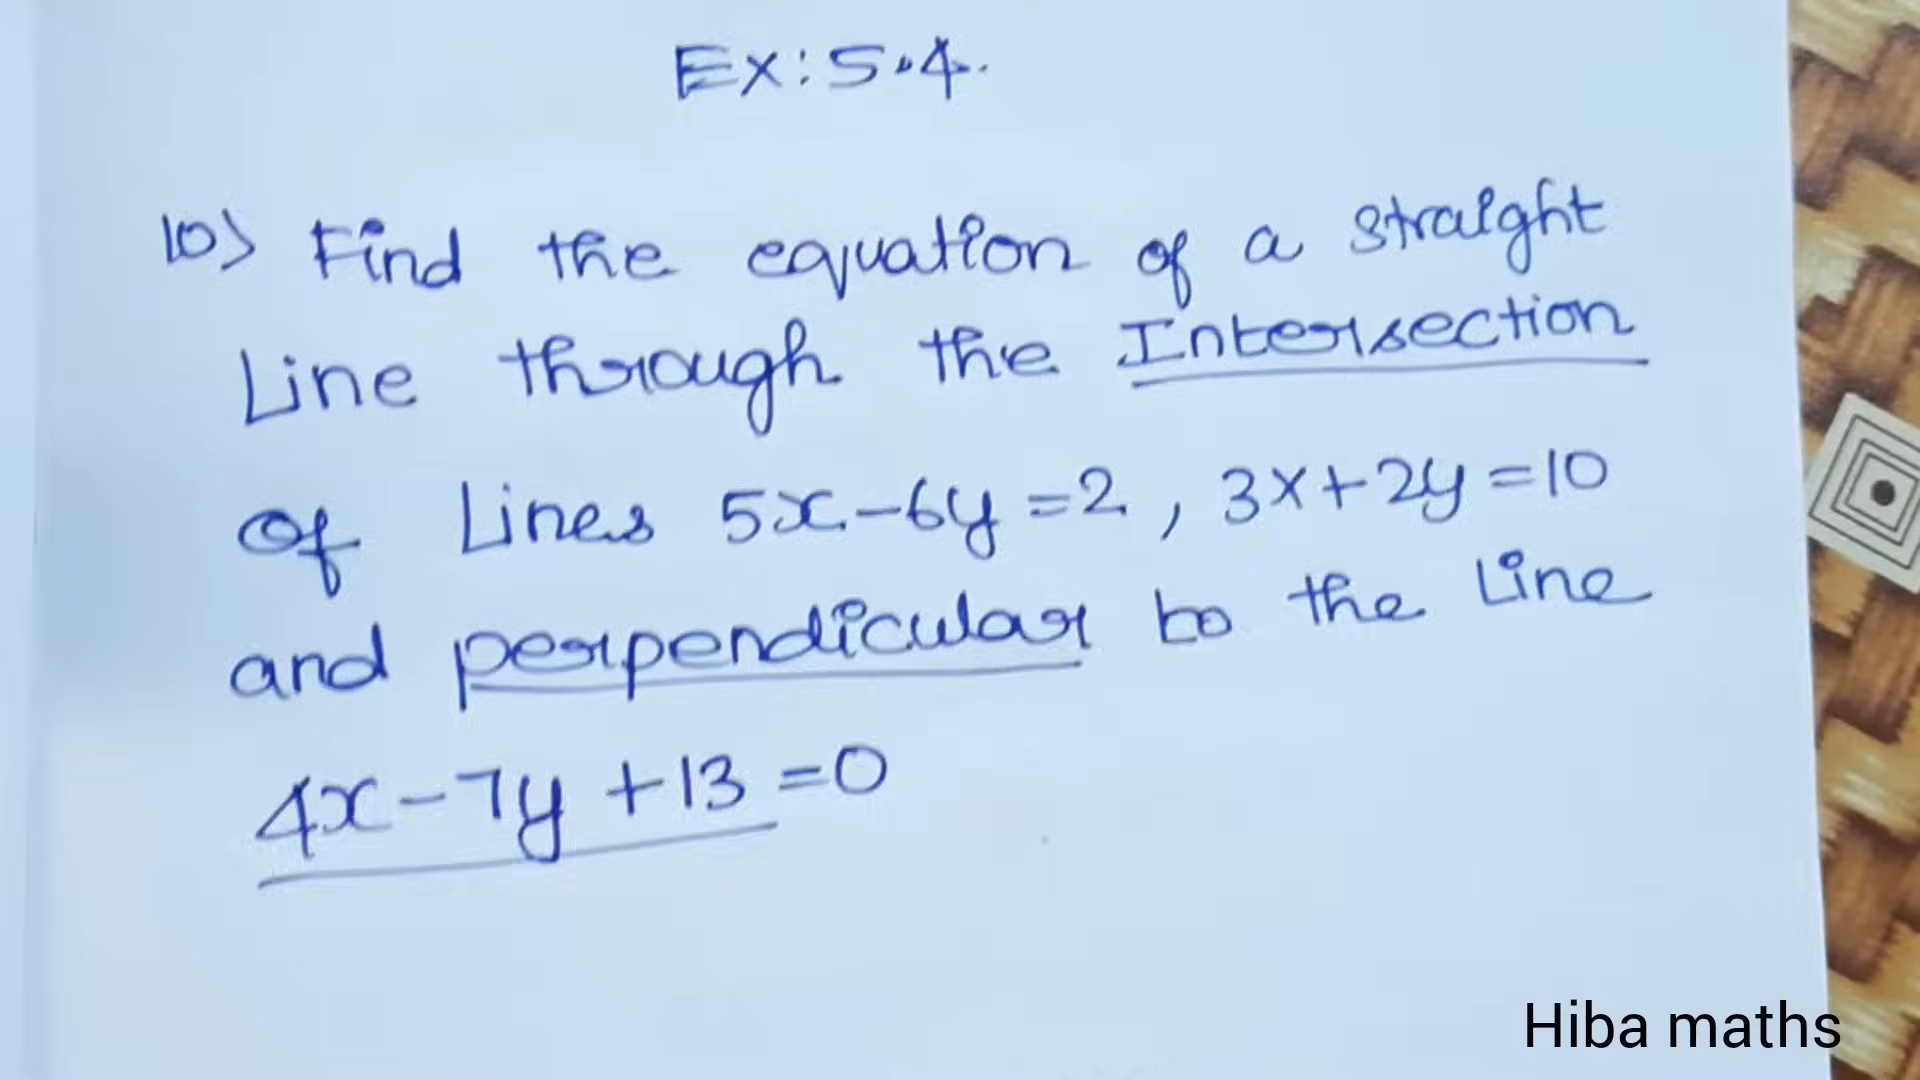 Ex: 5.4.
10) Find the equation of a straight
Line through the Intersection
of Lines 5x-6y=2, 3x+2y=10
and perpendicular to the Line
4x-7y+13=0
Hiba maths